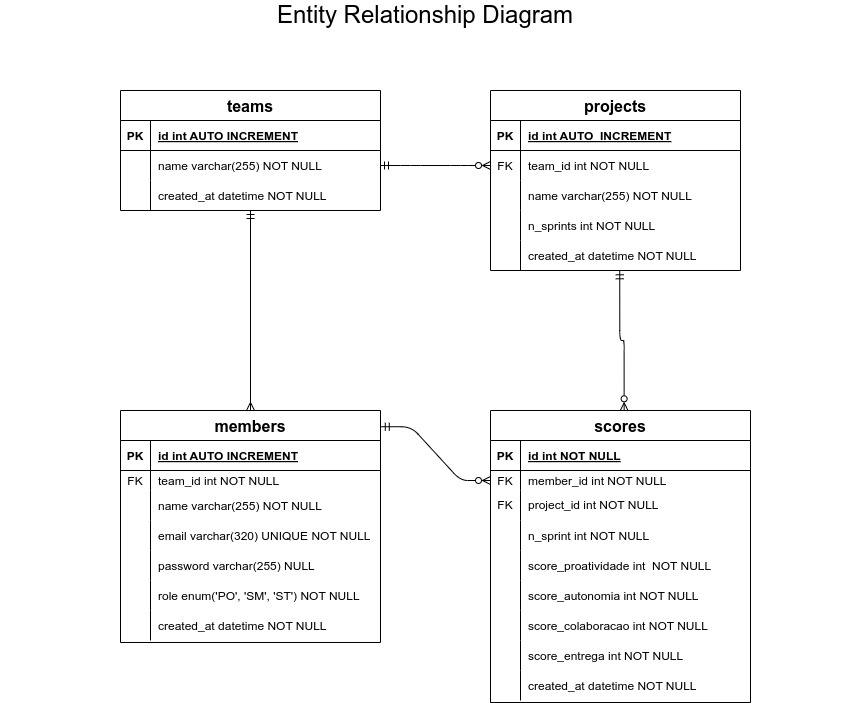 Entity Relationship Diagram
teams
PK id int AUTO INCREMENT
name varchar(255) NOT NULL
created_at datetime NOT NULL
projects
PK id int AUTO_INCREMENT
FK team_id int NOT NULL
name varchar(255) NOT NULL
n_sprints int NOT NULL
created_at datetime NOT NULL
members
PK id int AUTO INCREMENT
FK team_id int NOT NULL
name varchar(255) NOT NULL
email varchar(320) UNIQUE NOT NULL
password varchar(255) NULL
role enum('PO', 'SM', 'ST') NOT NULL
created_at datetime NOT NULL
scores
PK id int NOT NULL
FK member_id int NOT NULL
FK project_id int NOT NULL
n_sprint int NOT NULL
score_proatividade int  NOT NULL
score_autonomia int NOT NULL
score_colaboracao int NOT NULL
score_entrega int NOT NULL
created_at datetime NOT NULL